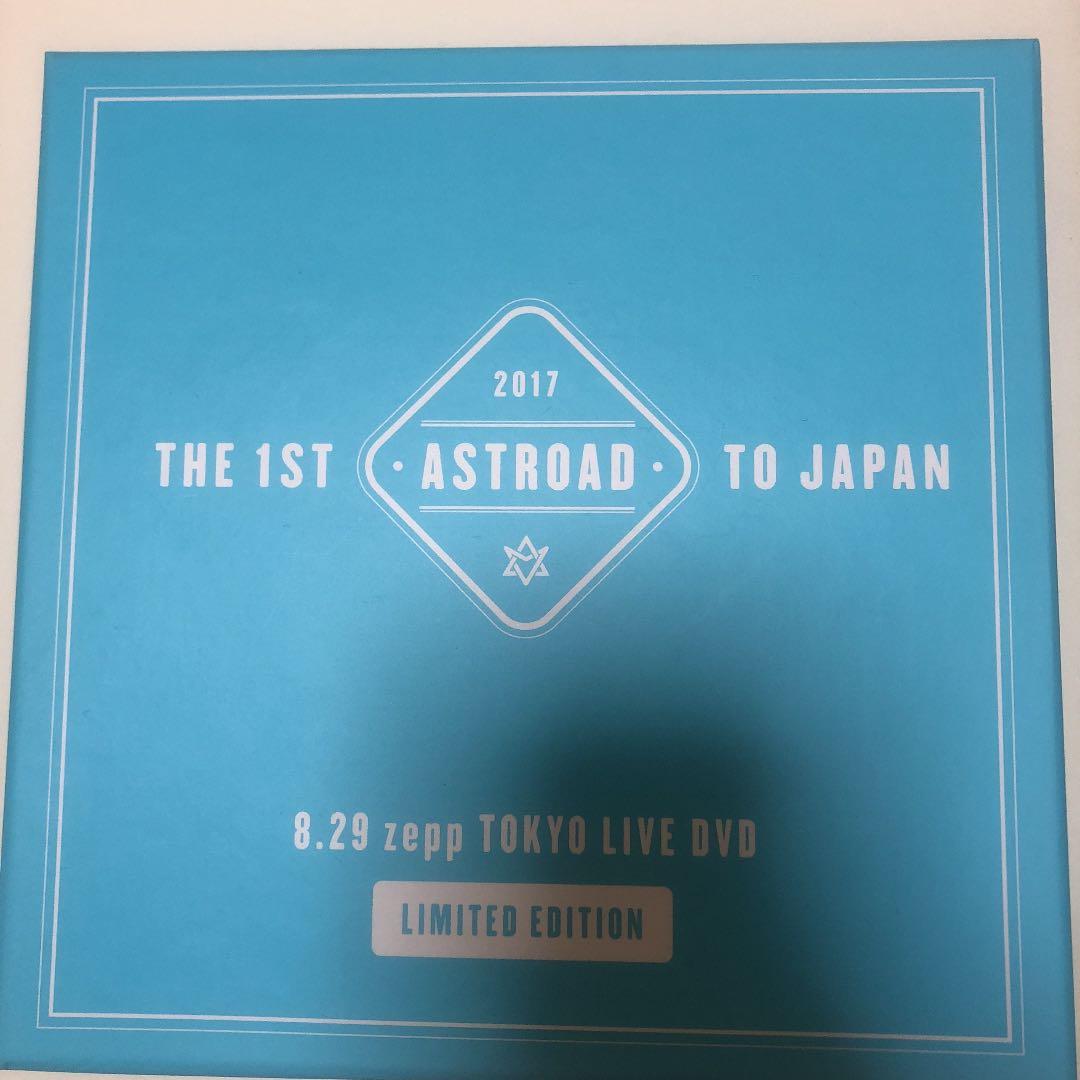 2017
THE 1ST · ASTROAD · TO JAPAN
8.29 zepp TOKYO LIVE DVD
LIMITED EDITION